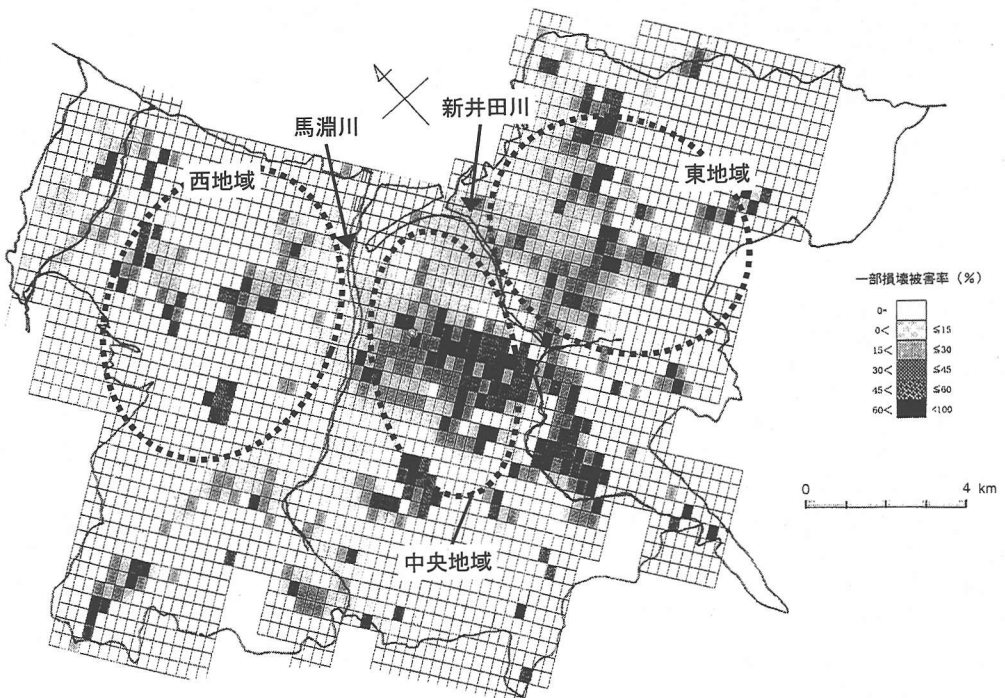 新井田川
馬淵川
西地域
東地域
中央地域
一部損壊被害率 (%)
0=
0< ≦15
15< ≦30
30< ≦45
45< ≦60
60< <100
0 4 km